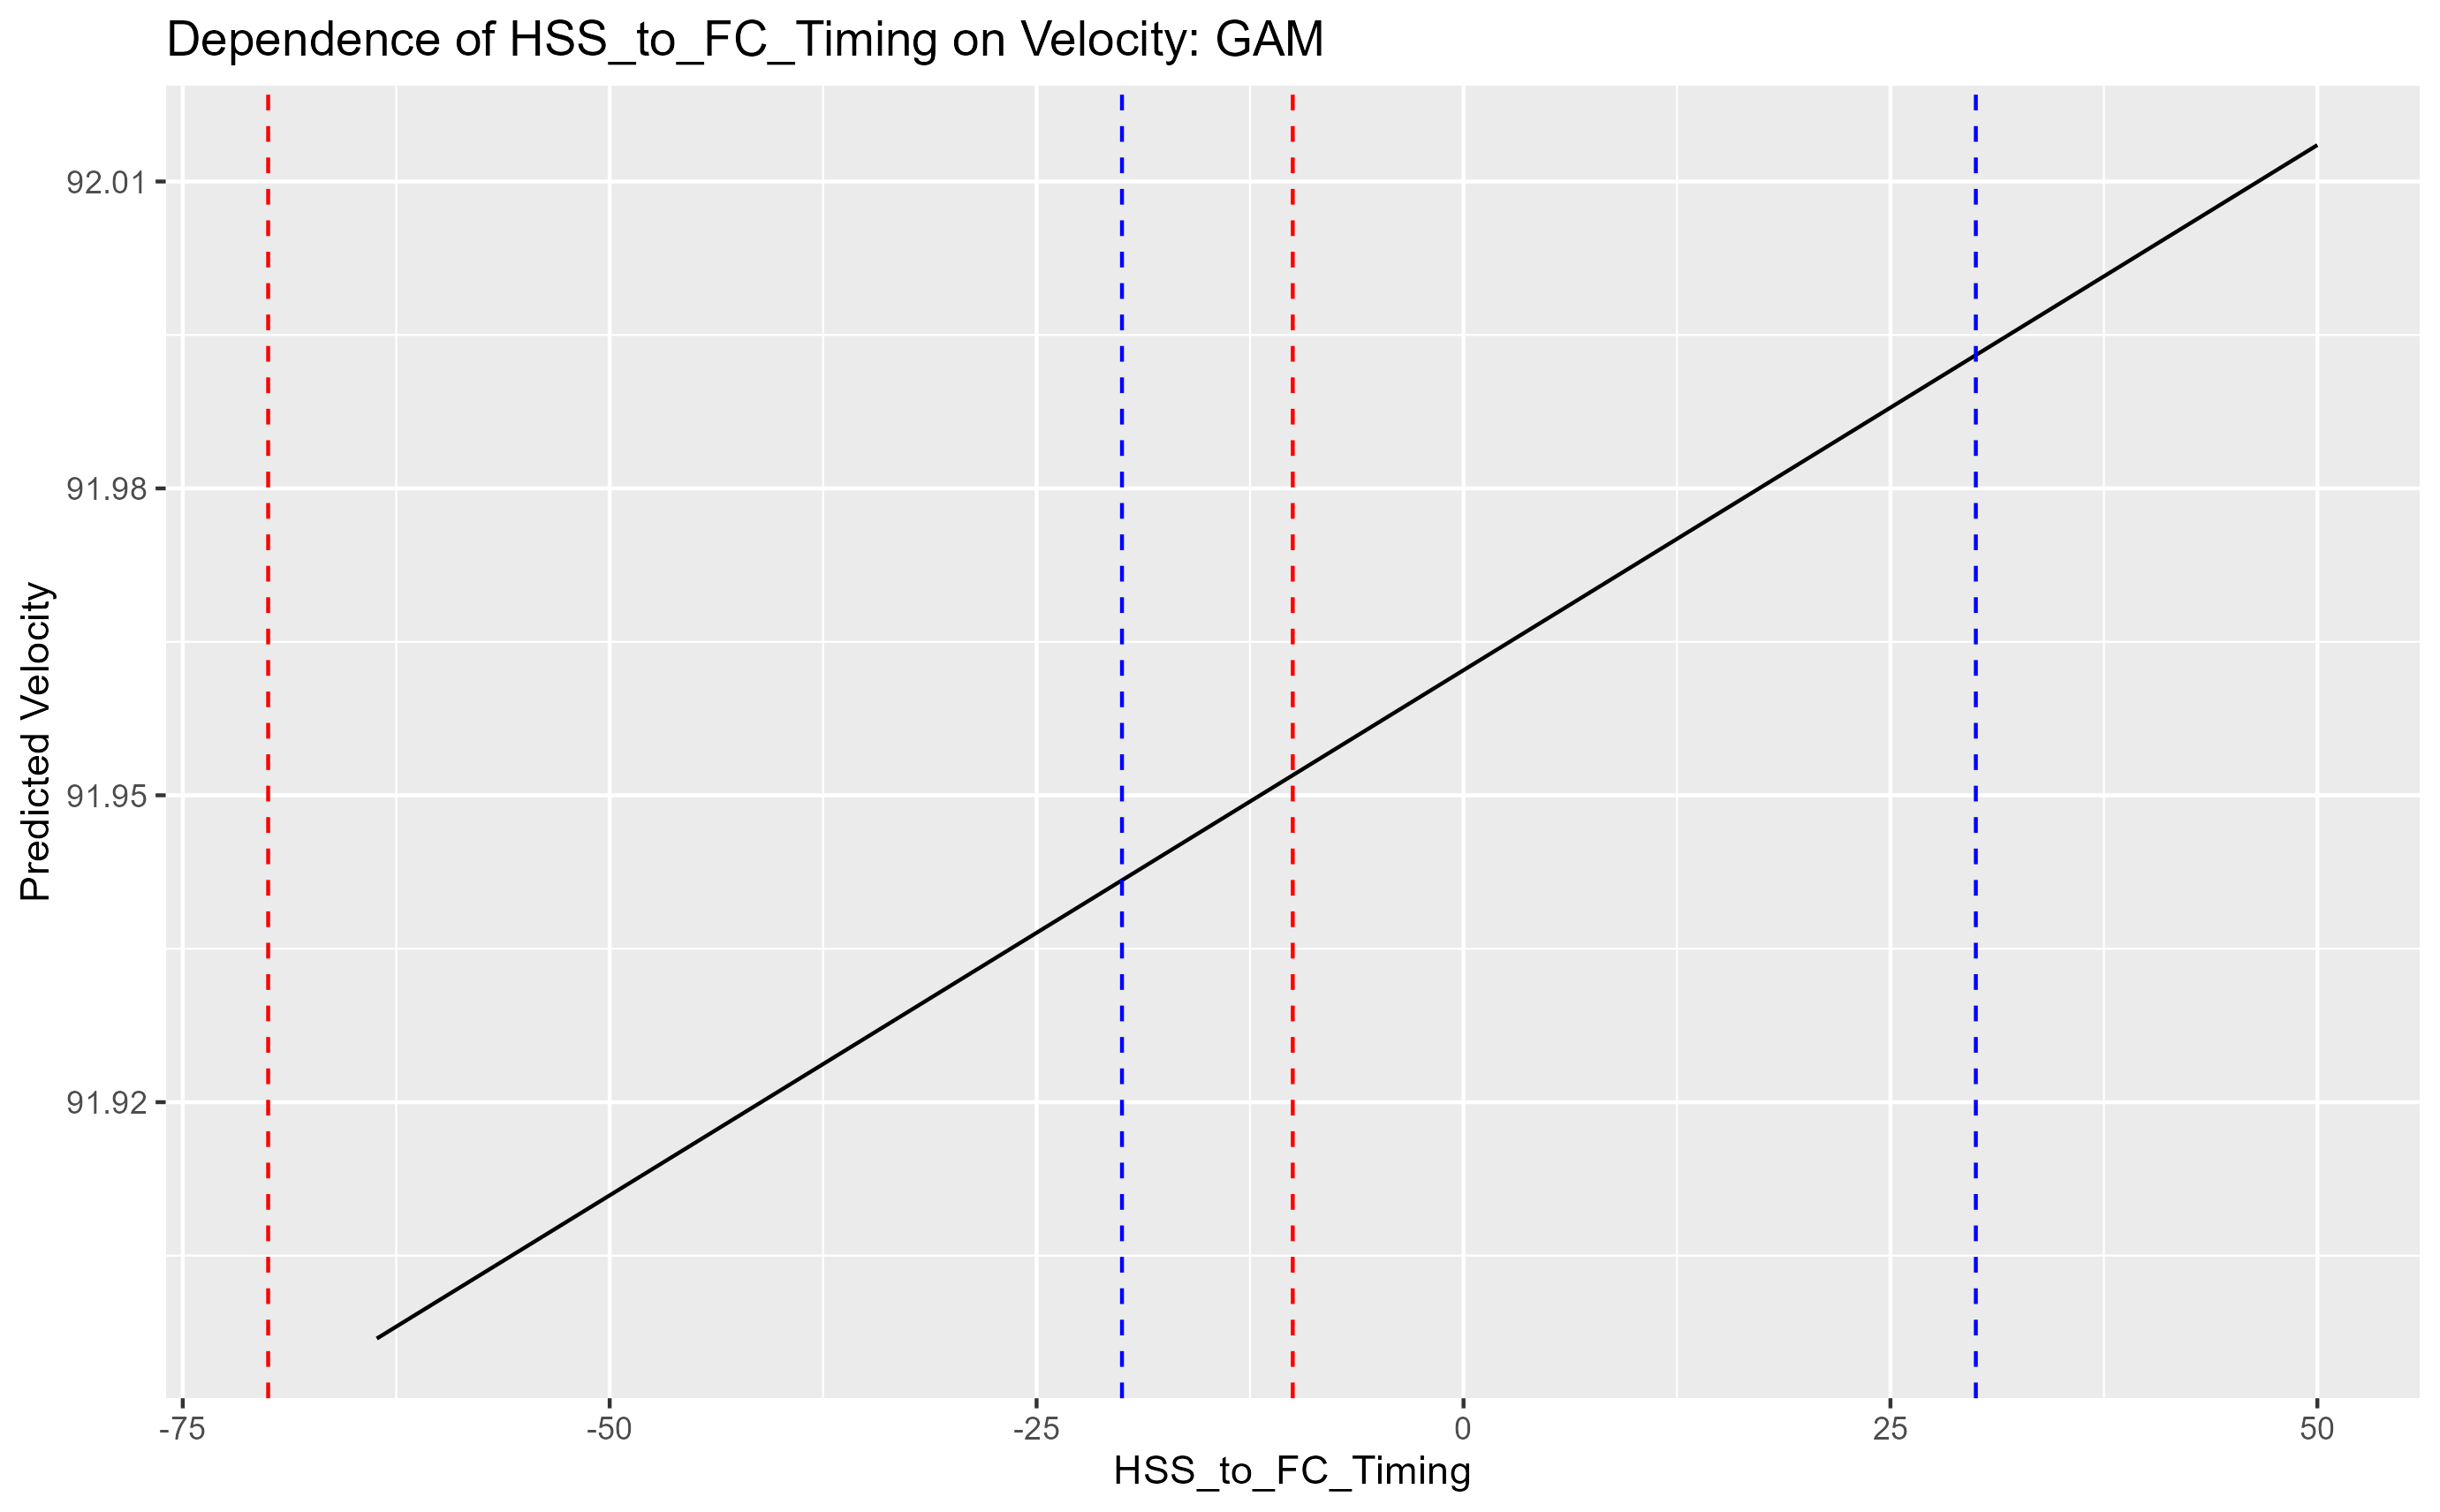 Dependence of HSS_to_FC_Timing on Velocity: GAM
Predicted Velocity
92.01
91.98
91.95
91.92
-75 -50 -25 0 25 50
HSS_to_FC_Timing